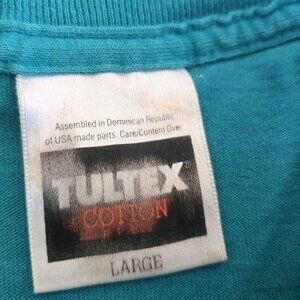 Assembled in Dominican Republic
of USA made parts. Care/Content Over
TULTEX
COTTON
LARGE